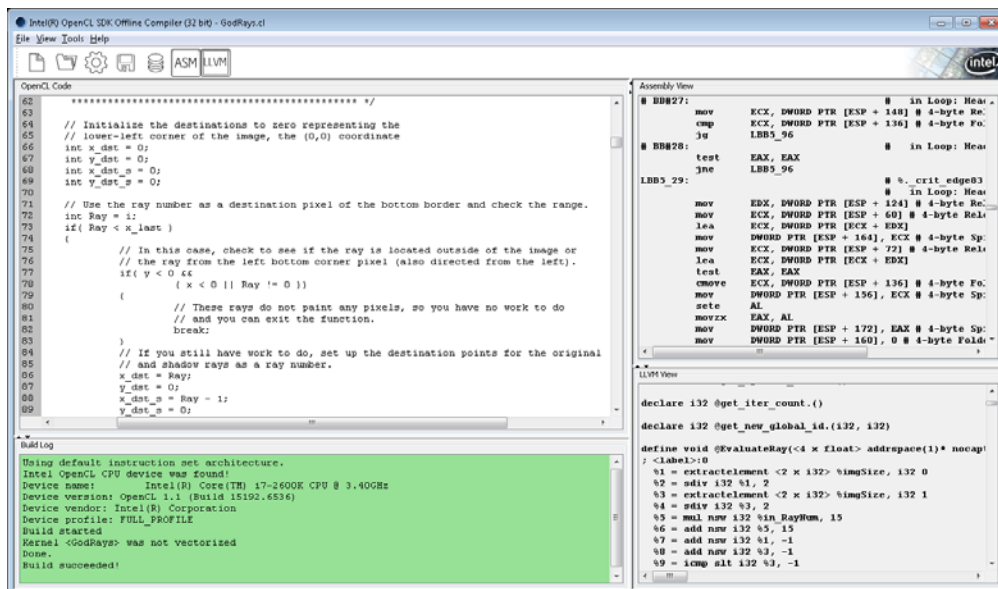 Intel(R) OpenCL SDK Offline Compiler (32 bit) - GodRays.cl
File View Tools Help
ASM LLVM
intel
OpenCL Code
62 ************************************************ */
63
64 // Initialize the destinations to zero representing the
65 // lower-left corner of the image, the (0,0) coordinate
66 int x_dst = 0;
67 int y_dst = 0;
68 int x_dst_s = 0;
69 int y_dst_s = 0;
70
71 // Use the ray number as a destination pixel of the bottom border and check the range.
72 int Ray = i;
73 if( Ray < x_last )
74 {
75 // In this case, check to see if the ray is located outside of the image or
76 // the ray from the left bottom corner pixel (also directed from the left).
77 if( y < 0 &&
78 ( x < 0 || Ray != 0 ))
79 {
80 // These rays do not paint any pixels, so you have no work to do
81 // and you can exit the function.
82 break;
83 }
84 // If you still have work to do, set up the destination points for the original
85 // and shadow rays as a ray number.
86 x_dst = Ray;
87 y_dst = 0;
88 x_dst_s = Ray - 1;
89 y_dst_s = 0;
Build Log
Using default instruction set architecture.
Intel OpenCL CPU device was found!
Device name: Intel(R) Core(TM) i7-2600K CPU @ 3.40GHz
Device version: OpenCL 1.1 (Build 15192.6536)
Device vendor: Intel(R) Corporation
Device profile: FULL_PROFILE
Build started
Kernel <GodRays> was not vectorized
Done.
Build succeeded!
Assembly View
# BB#27: # in Loop: Head
mov ECX, DWORD PTR [ESP + 148] # 4-byte Rel
cmp ECX, DWORD PTR [ESP + 136] # 4-byte Fol
jg LBB5_96
# BB#28: # in Loop: Head
test EAX, EAX
jne LBB5_96
LBB5_29: # %._crit_edge83
# in Loop: Head
mov EDX, DWORD PTR [ESP + 124] # 4-byte Rel
mov ECX, DWORD PTR [ESP + 60] # 4-byte Relo
lea ECX, DWORD PTR [ECX + EDX]
mov DWORD PTR [ESP + 164], ECX # 4-byte Spi
mov ECX, DWORD PTR [ESP + 72] # 4-byte Relo
lea ECX, DWORD PTR [ECX + EDX]
test EAX, EAX
cmove ECX, DWORD PTR [ESP + 136] # 4-byte Fol
mov DWORD PTR [ESP + 156], ECX # 4-byte Spi
sete AL
movzx EAX, AL
mov DWORD PTR [ESP + 172], EAX # 4-byte Spi
mov DWORD PTR [ESP + 160], 0 # 4-byte Folde
LLVM View
declare i32 @get_iter_count.()
declare i32 @get_new_global_id.(i32, i32)
define void @EvaluateRay(<4 x float> addrspace(1)* nocapt
; <label>:0
%1 = extractelement <2 x i32> %imgSize, i32 0
%2 = sdiv i32 %1, 2
%3 = extractelement <2 x i32> %imgSize, i32 1
%4 = sdiv i32 %3, 2
%5 = mul nsw i32 %in_RayNum, 15
%6 = add nsw i32 %5, 15
%7 = add nsw i32 %1, -1
%8 = add nsw i32 %3, -1
%9 = icmp slt i32 %3, -1